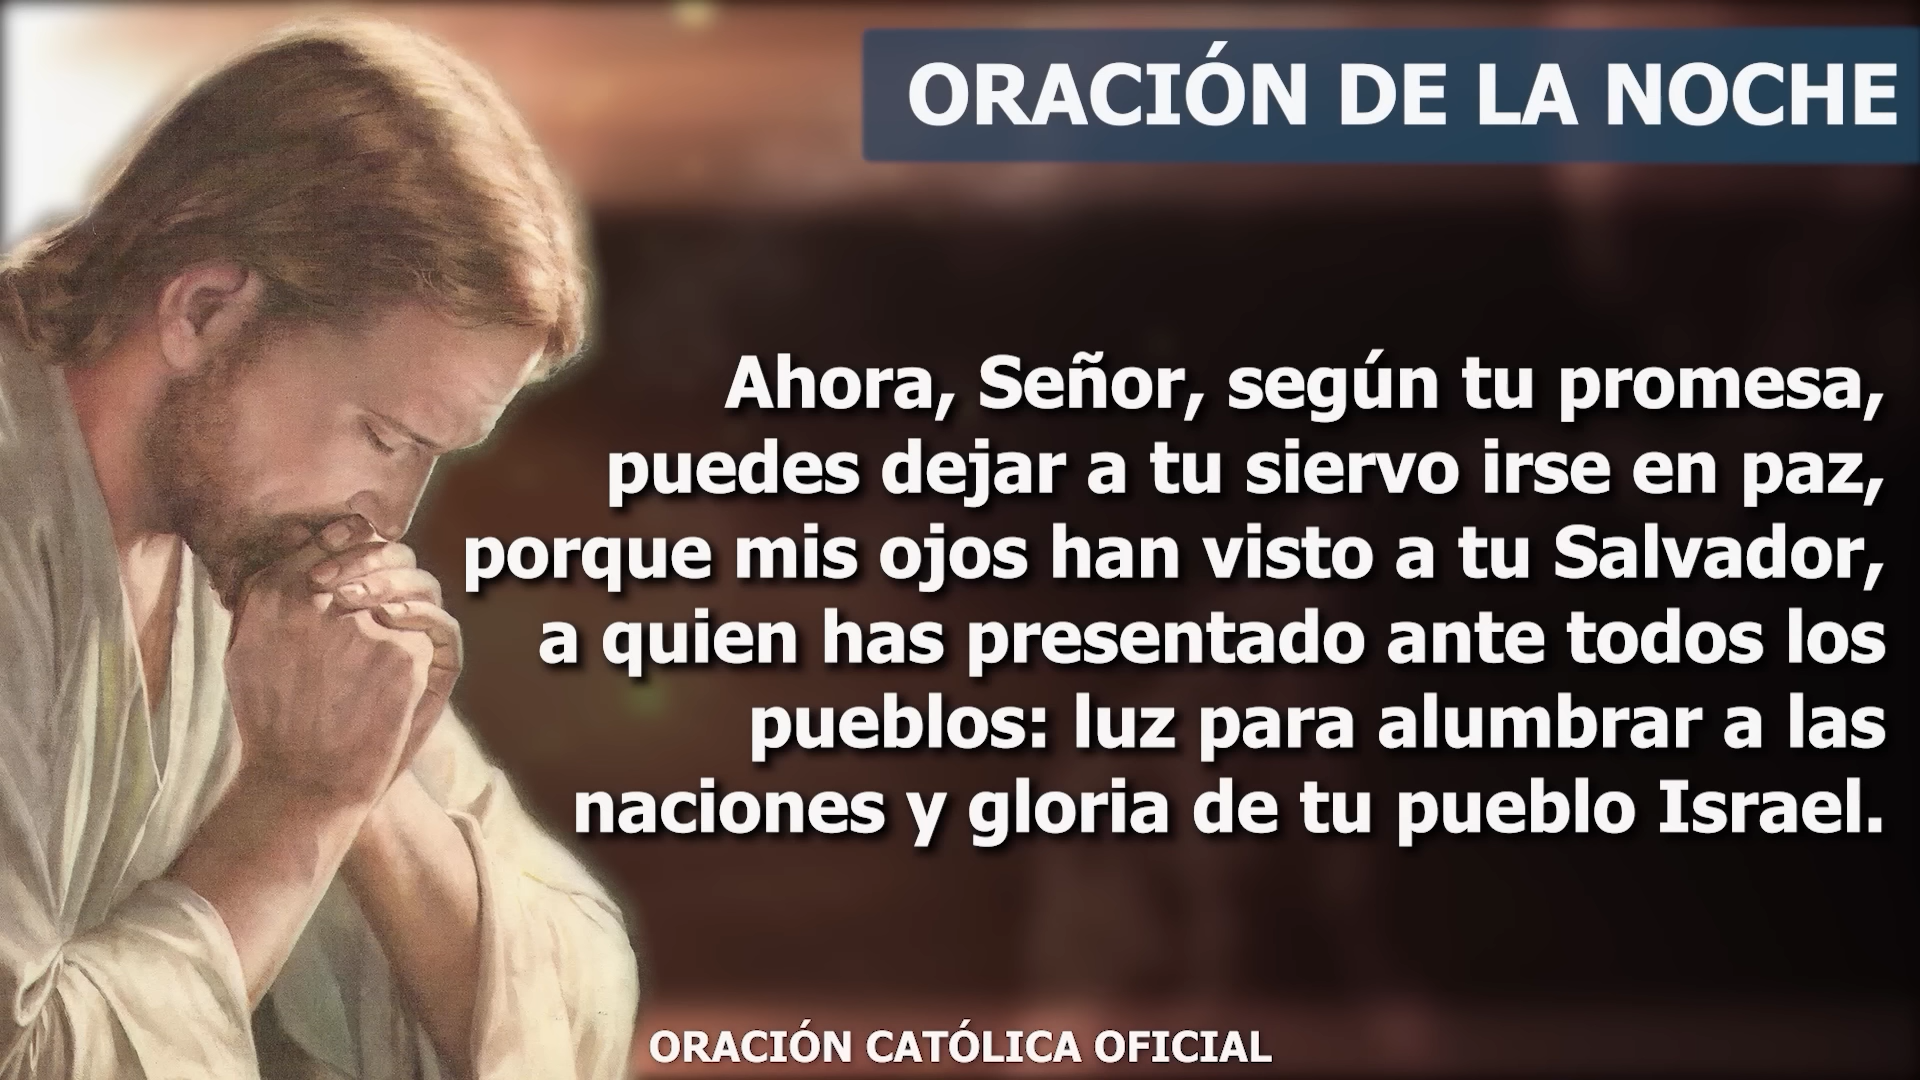 ORACIÓN DE LA NOCHE
Ahora, Señor, según tu promesa,
puedes dejar a tu siervo irse en paz,
porque mis ojos han visto a tu Salvador,
a quien has presentado ante todos los
pueblos: luz para alumbrar a las
naciones y gloria de tu pueblo Israel.
ORACIÓN CATÓLICA OFICIAL